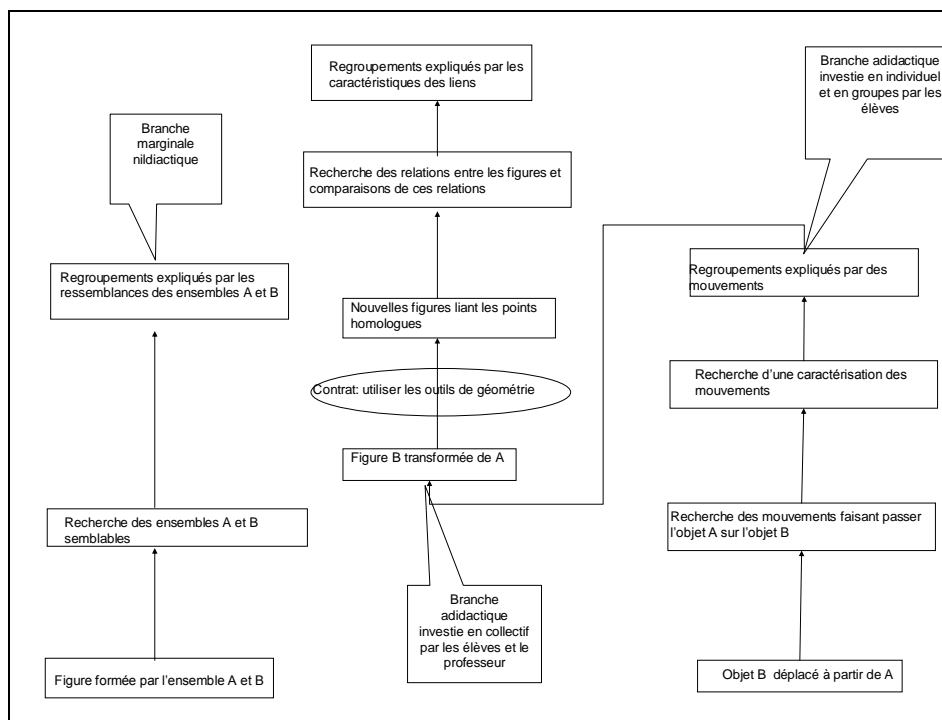 Regroupements expliqués par les
caractéristiques des liens
Branche adidactique
investie en individuel
et en groupes par les
élèves
Branche
marginale
nildiactique
Recherche des relations entre les figures et
comparaisons de ces relations
Regroupements expliqués par les
ressemblances des ensembles A et B
Regroupements expliqués par des
mouvements
Nouvelles figures liant les points
homologues
Contrat: utiliser les outils de géométrie
Recherche d'une caractérisation des
mouvements
Figure B transformée de A
Recherche des ensembles A et B
semblables
Recherche des mouvements faisant passer
l'objet A sur l'objet B
Branche
adidactique
investie en collectif
par les élèves et le
professeur
Figure formée par l'ensemble A et B
Objet B déplacé à partir de A